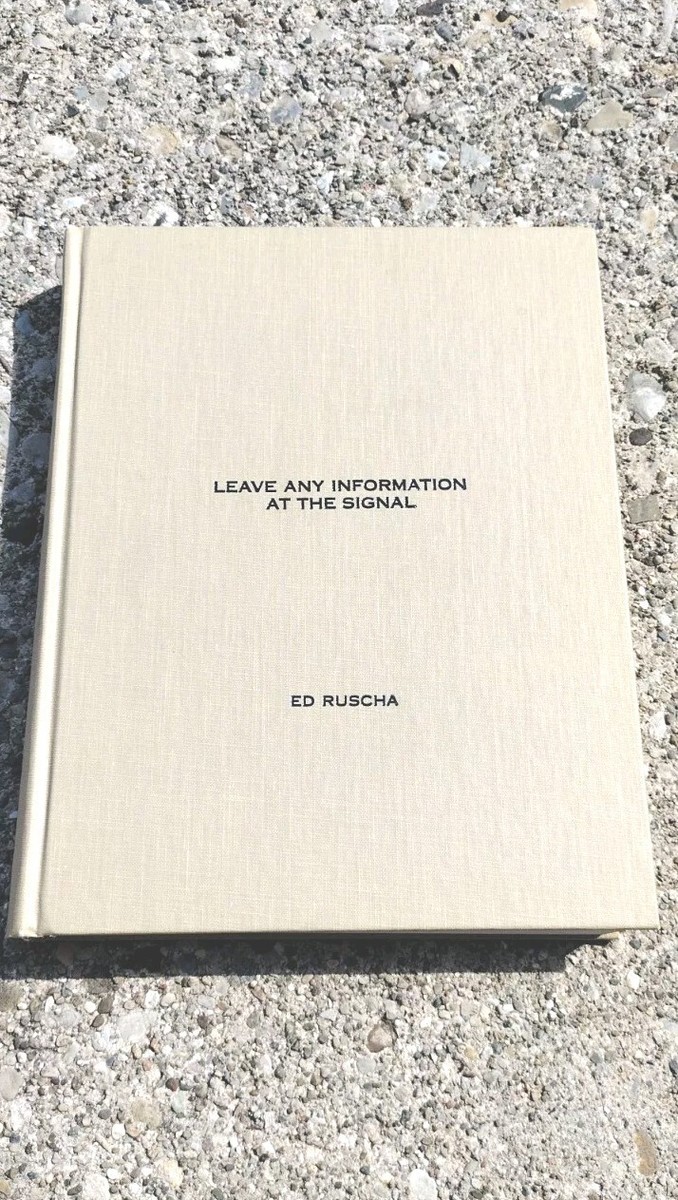 LEAVE ANY INFORMATION
AT THE SIGNAL
ED RUSCHA